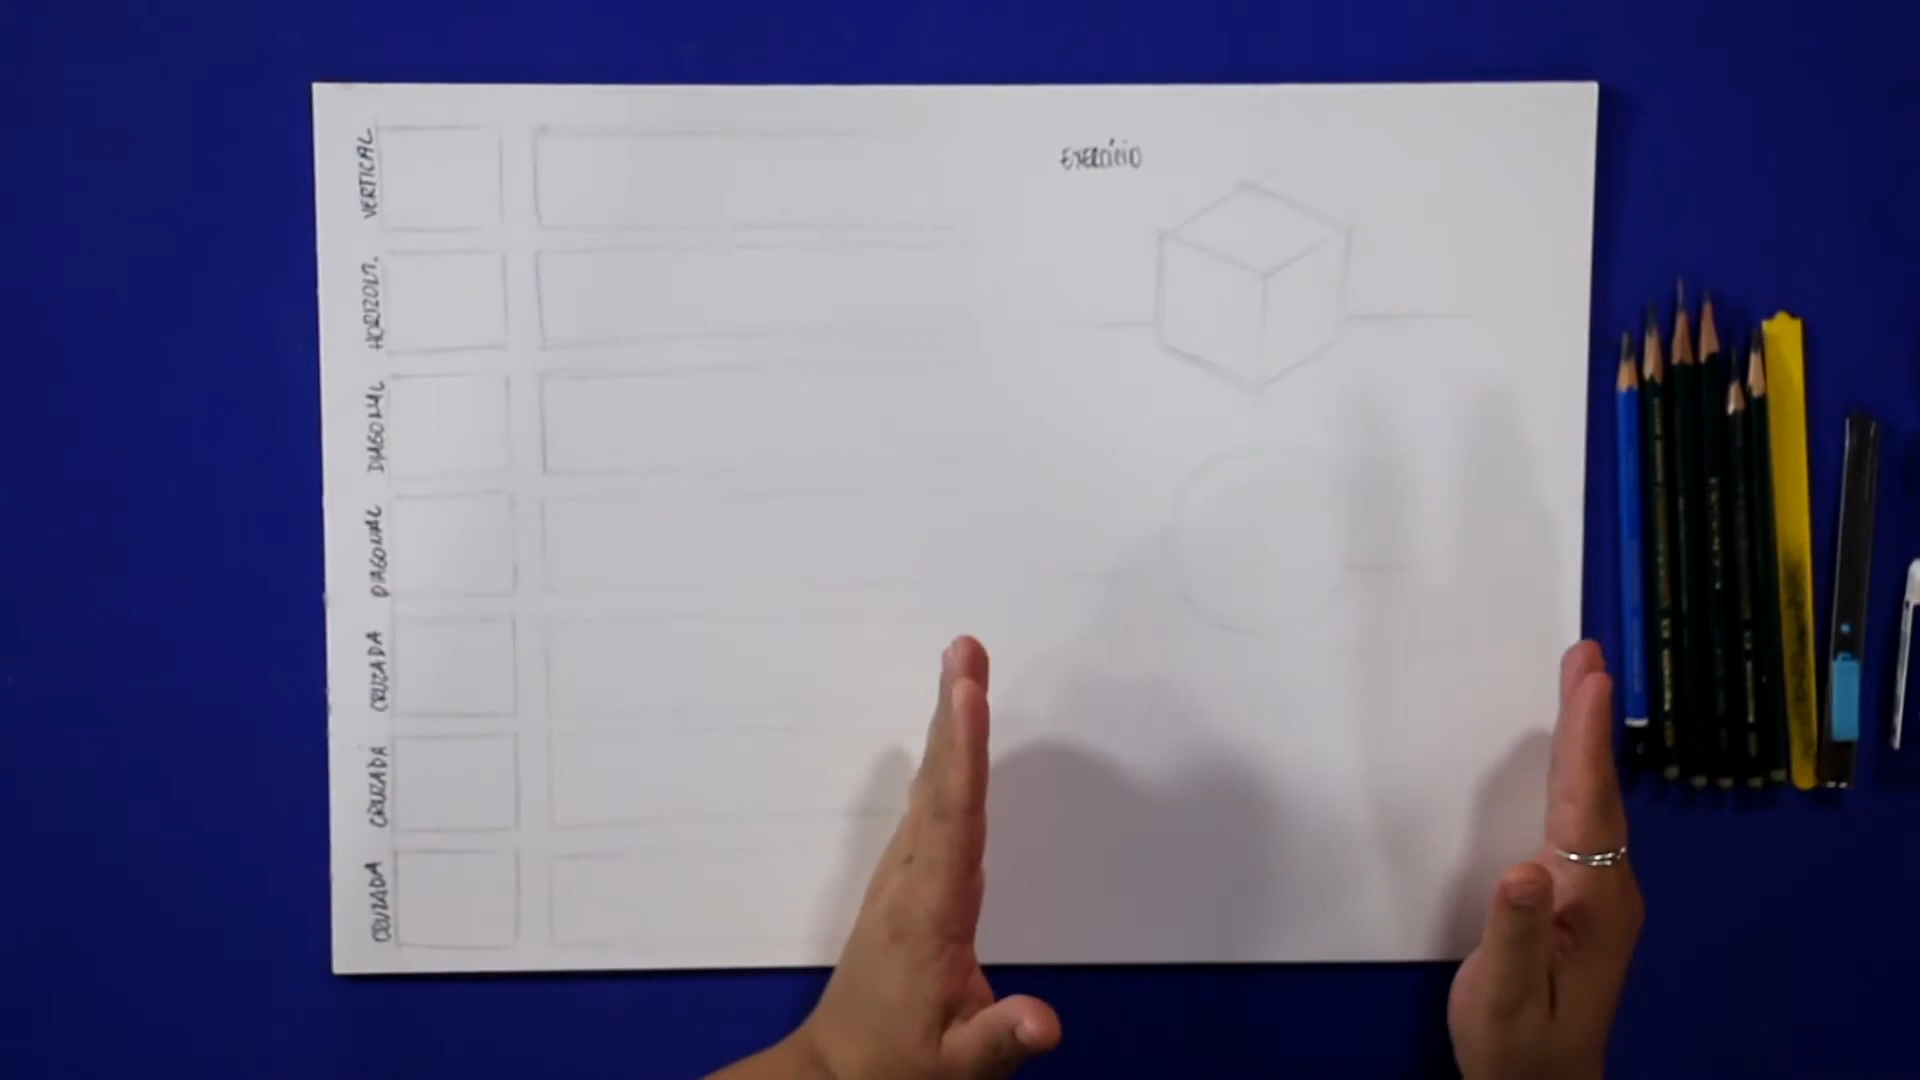 VERTICAL
EXERCÍCIO
HORIZONT.
DIAGONAL
DIAGONAL
CRUZADA
CRUZADA
CRUZADA